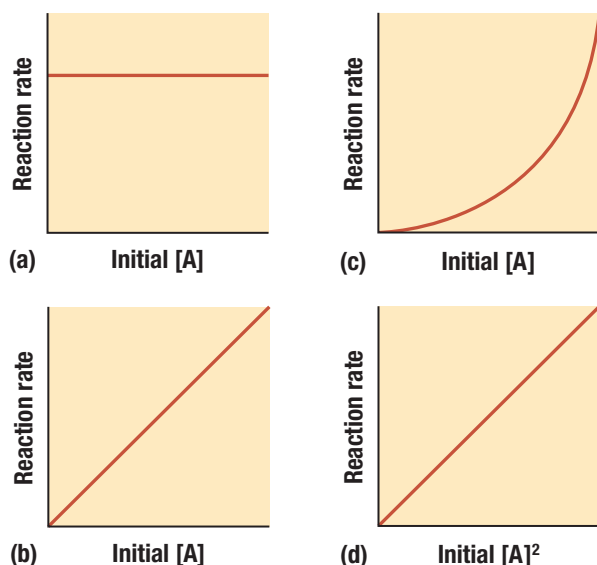 Reaction rate
(a) Initial [A]
Reaction rate
(c) Initial [A]
Reaction rate
(b) Initial [A]
Reaction rate
(d) Initial [A]²